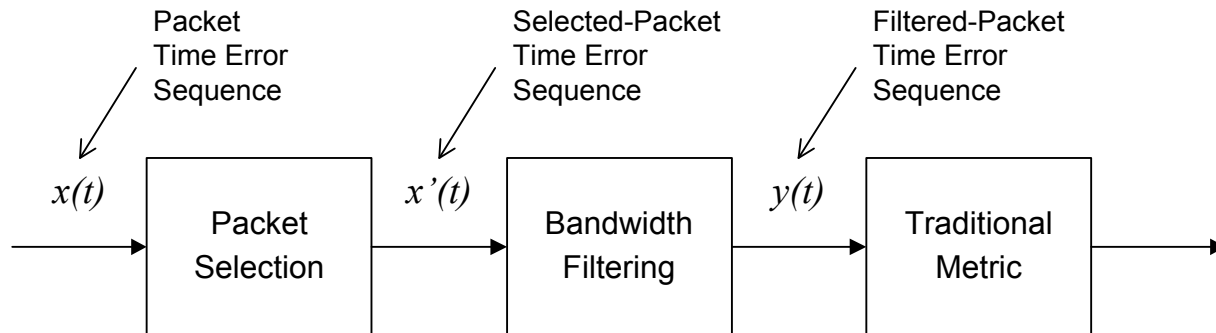 Packet
Time Error
Sequence
Selected-Packet
Time Error
Sequence
Filtered-Packet
Time Error
Sequence
x(t)
Packet
Selection
x’(t)
Bandwidth
Filtering
y(t)
Traditional
Metric